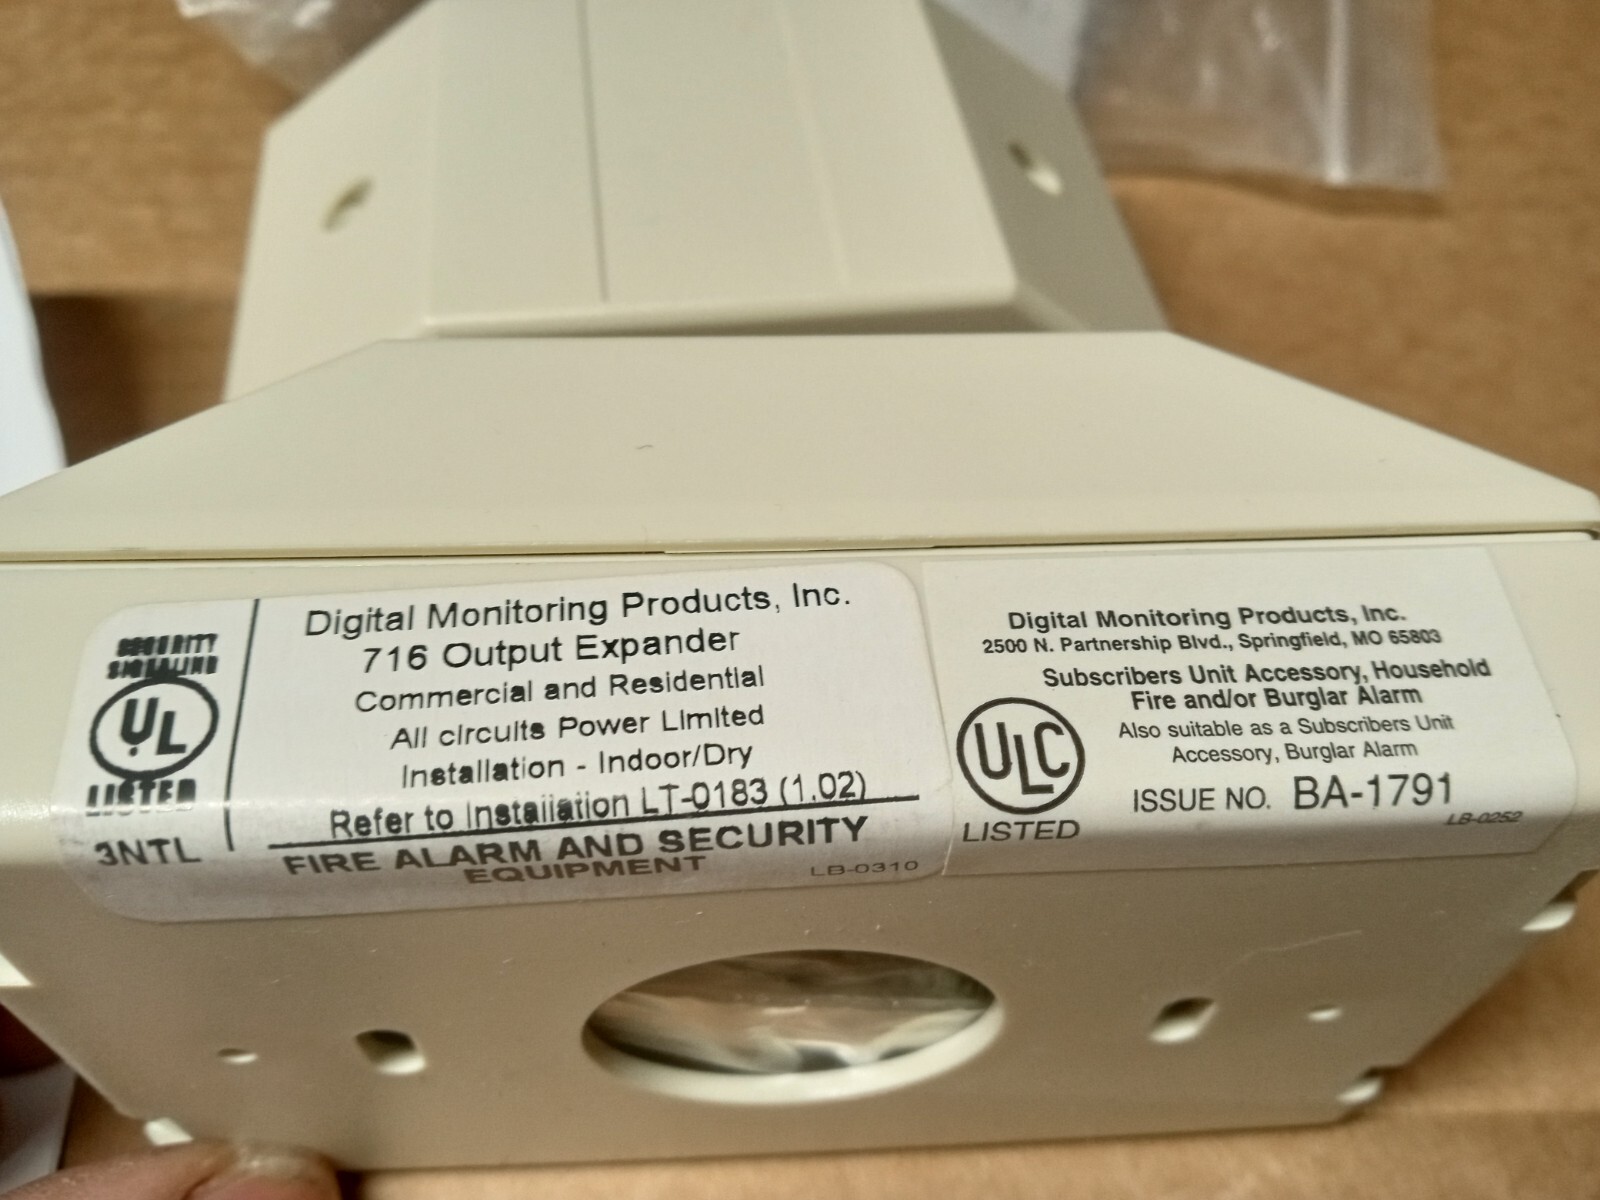 SECURITY
SIGNALING
UL
LISTED
3NTL
Digital Monitoring Products, Inc.
716 Output Expander
Commercial and Residential
All circuits Power Limited
Installation - Indoor/Dry
Refer to Installation LT-0183 (1.02)
FIRE ALARM AND SECURITY
EQUIPMENT
LB-0310
Digital Monitoring Products, Inc.
2500 N. Partnership Blvd., Springfield, MO 65803
Subscribers Unit Accessory, Household
Fire and/or Burglar Alarm
Also suitable as a Subscribers Unit
Accessory, Burglar Alarm
ULC
LISTED
ISSUE NO. BA-1791
LB-0252